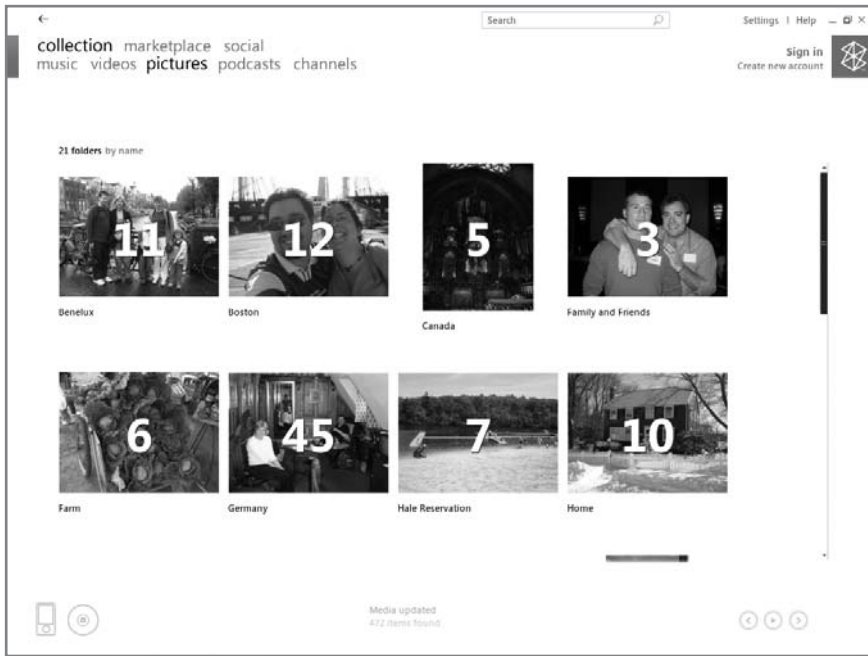 Search
Settings | Help
collection marketplace social
music videos pictures podcasts channels
Sign in
Create new account
21 folders by name
11
12
5
3
Benelux
Boston
Canada
Family and Friends
6
45
7
10
Farm
Germany
Hale Reservation
Home
Media updated
472 items found